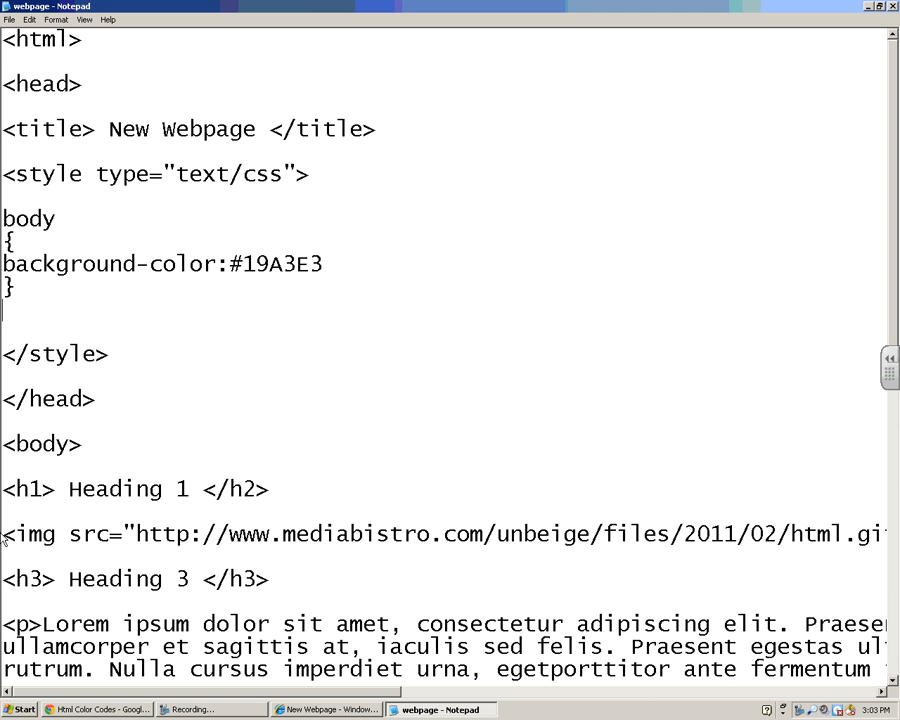 webpage - Notepad
File Edit Format View Help
<html>
<head>
<title> New Webpage </title>
<style type="text/css">
body
{
background-color:#19A3E3
}
</style>
</head>
<body>
<h1> Heading 1 </h2>
<img src="http://www.mediabistro.com/unbeige/files/2011/02/html.gi
<h3> Heading 3 </h3>
<p>Lorem ipsum dolor sit amet, consectetur adipiscing elit. Praese
ullamcorper et sagittis at, iaculis sed felis. Praesent egestas ul
rutrum. Nulla cursus imperdiet urna, egetporttitor ante fermentum
Start Html Color Codes - Googl... Recording... New Webpage - Window... webpage - Notepad 3:03 PM